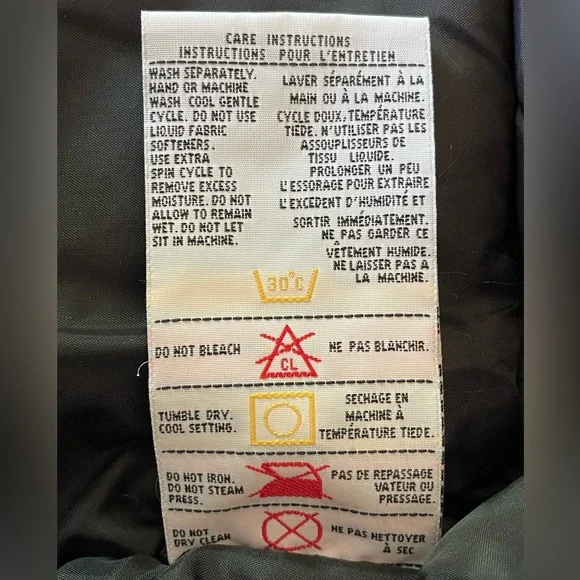 CARE INSTRUCTIONS
INSTRUCTIONS POUR L'ENTRETIEN
WASH SEPARATELY.
HAND OR MACHINE
WASH COOL GENTLE
CYCLE. DO NOT USE
LIQUID FABRIC
SOFTENERS.
USE EXTRA
SPIN CYCLE TO
REMOVE EXCESS
MOISTURE. DO NOT
ALLOW TO REMAIN
WET. DO NOT LET
SIT IN MACHINE.
LAVER SÉPARÉMENT À LA
MAIN OU À LA MACHINE.
CYCLE DOUX, TEMPÉRATURE
TIEDE. N'UTILISER PAS LES
ASSOUPLISEURS DE
TISSU LIQUIDE.
PROLONGER UN PEU
L'ESSORAGE POUR EXTRAIRE
L'EXCEDENT D'HUMIDITÉ ET
SORTIR IMMÉDIATEMENT.
NE PAS GARDER CE
VÊTEMENT HUMIDE.
NE LAISSER PAS A
LA MACHINE.
30°C
DO NOT BLEACH
CL
NE PAS BLANCHIR.
TUMBLE DRY.
COOL SETTING.
SECHAGE EN
MACHINE À
TEMPÉRATURE TIEDE.
DO NOT IRON.
DO NOT STEAM
PRESS.
PAS DE REPASSAGE
VATEUR OU
PRESSAGE.
DO NOT
DRY CLEAN
NE PAS NETTOYER
À SEC